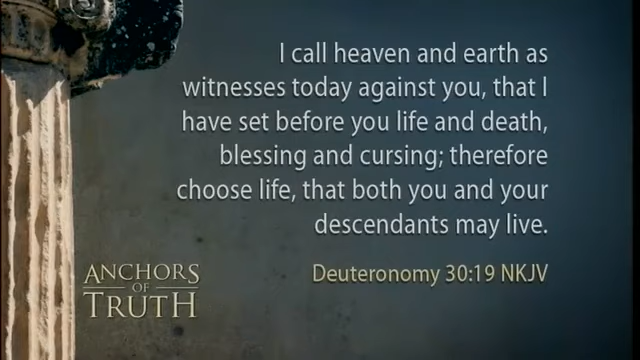 I call heaven and earth as
witnesses today against you, that I
have set before you life and death,
blessing and cursing; therefore
choose life, that both you and your
descendants may live.
Deuteronomy 30:19 NKJV
ANCHORS
OF
TRUTH